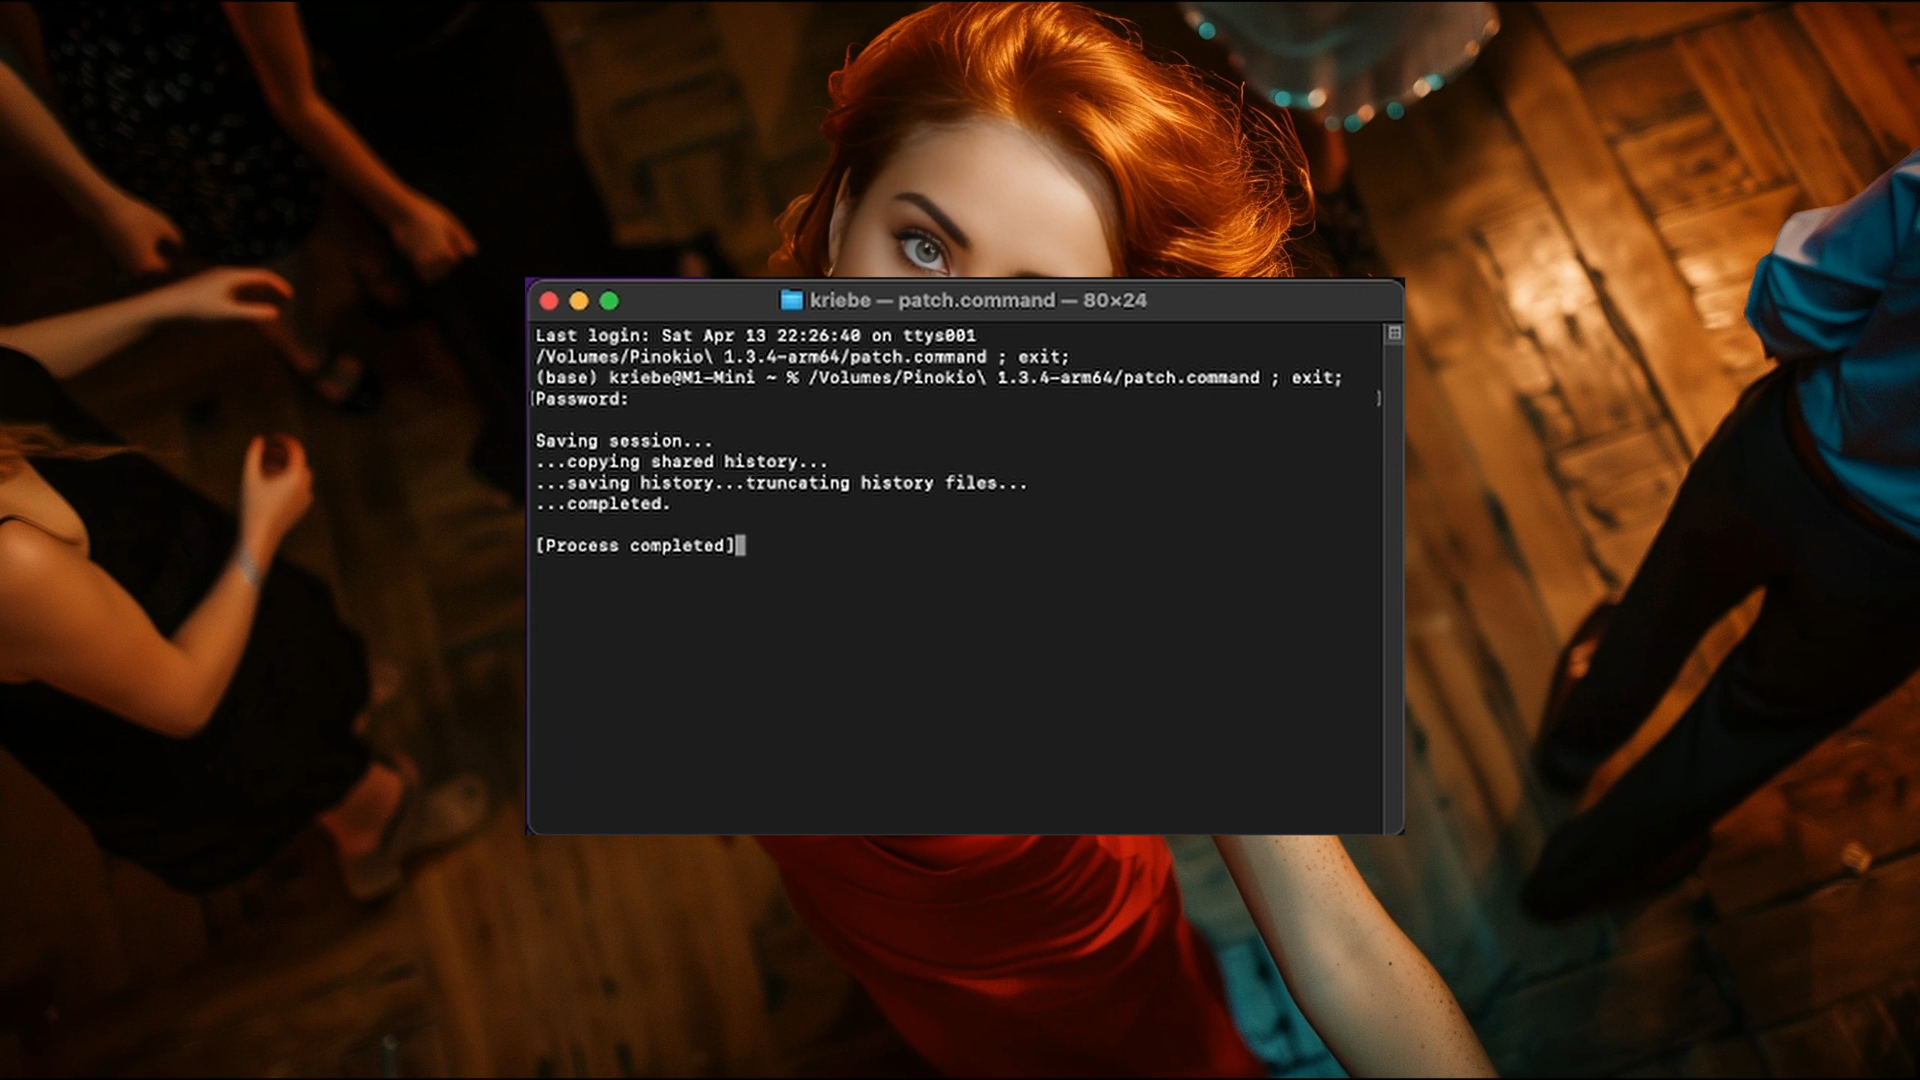 kriebe — patch.command — 80×24
Last login: Sat Apr 13 22:26:40 on ttys001
/Volumes/Pinokio\ 1.3.4-arm64/patch.command ; exit;
(base) kriebe@M1-Mini ~ % /Volumes/Pinokio\ 1.3.4-arm64/patch.command ; exit;
[Password: ]
Saving session...
...copying shared history...
...saving history...truncating history files...
...completed.
[Process completed]